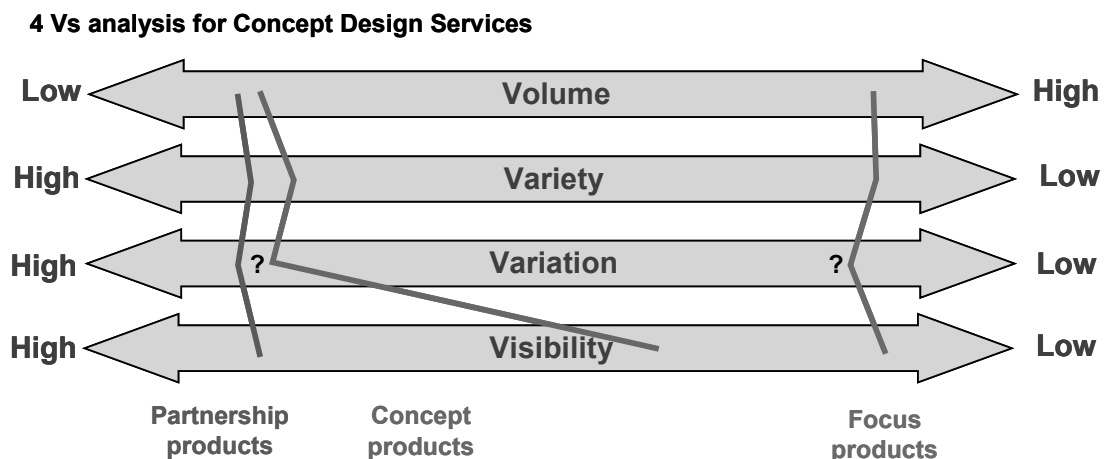 4 Vs analysis for Concept Design Services
Low Volume High
High Variety Low
High ? Variation ? Low
High Visibility Low
Partnership products
Concept products
Focus products